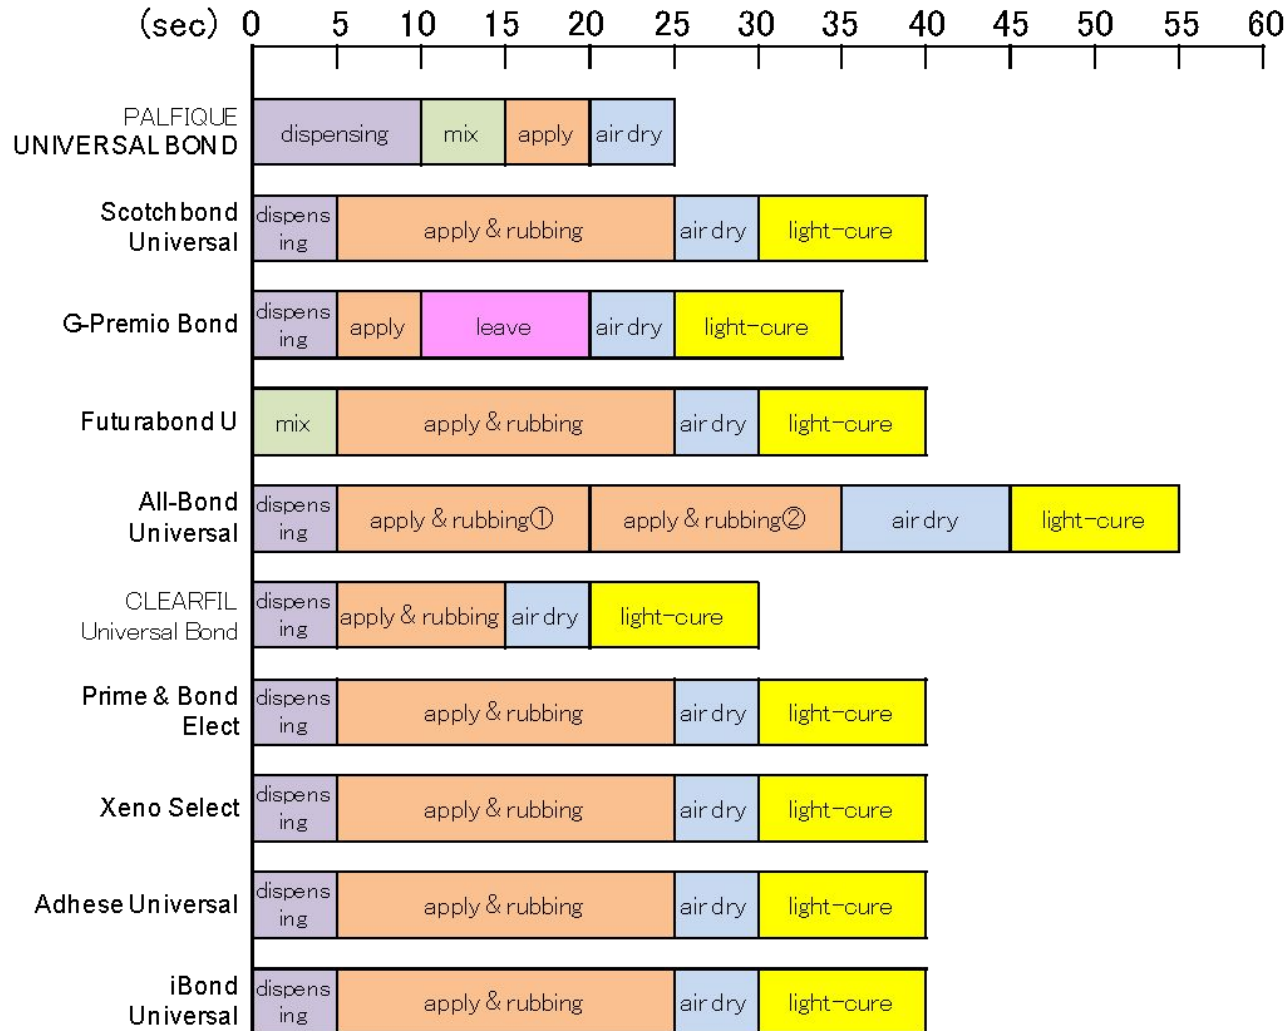 (sec) 0 5 10 15 20 25 30 35 40 45 50 55 60
PALFIQUE
UNIVERSAL BOND
dispensing mix apply air dry
Scotchbond
Universal
dispens
ing
apply & rubbing air dry light-cure
G-Premio Bond
dispens
ing
apply leave air dry light-cure
Futurabond U
mix apply & rubbing air dry light-cure
All-Bond
Universal
dispens
ing
apply & rubbing① apply & rubbing② air dry light-cure
CLEARFIL
Universal Bond
dispens
ing
apply & rubbing air dry light-cure
Prime & Bond
Elect
dispens
ing
apply & rubbing air dry light-cure
Xeno Select
dispens
ing
apply & rubbing air dry light-cure
Adhese Universal
dispens
ing
apply & rubbing air dry light-cure
iBond
Universal
dispens
ing
apply & rubbing air dry light-cure